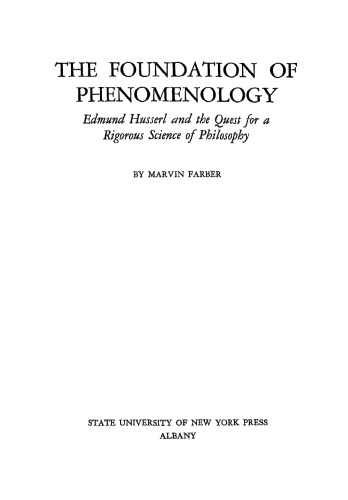 THE FOUNDATION OF
PHENOMENOLOGY
Edmund Husserl and the Quest for a
Rigorous Science of Philosophy
BY MARVIN FARBER
STATE UNIVERSITY OF NEW YORK PRESS
ALBANY